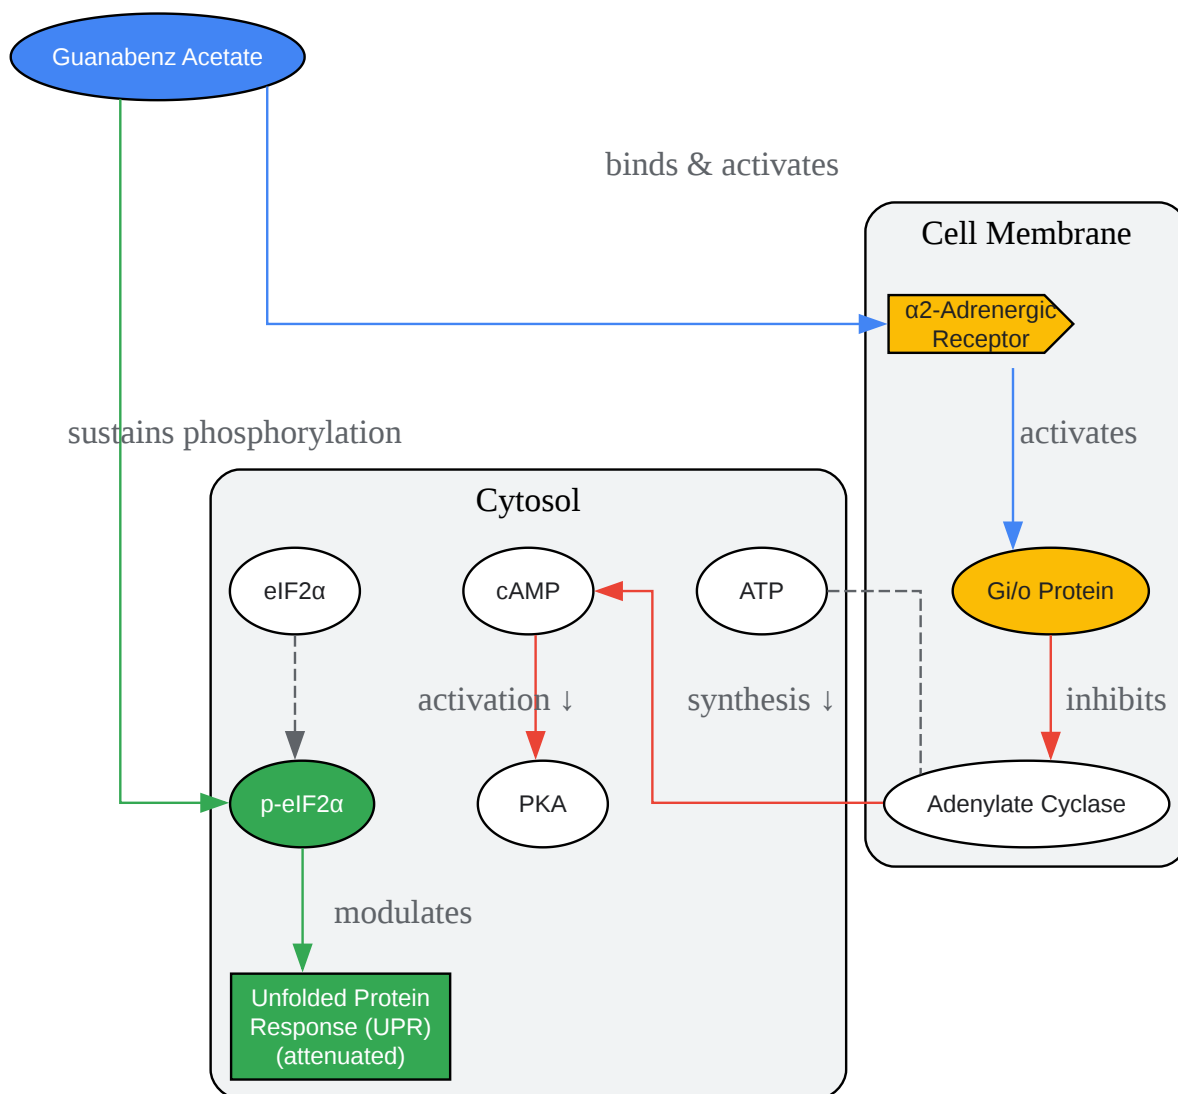 Guanabenz Acetate
binds & activates
Cell Membrane
α2-Adrenergic
Receptor
sustains phosphorylation
activates
Cytosol
eIF2α
cAMP
ATP
Gi/o Protein
activation ↓
synthesis ↓
inhibits
p-eIF2α
PKA
Adenylate Cyclase
modulates
Unfolded Protein
Response (UPR)
(attenuated)